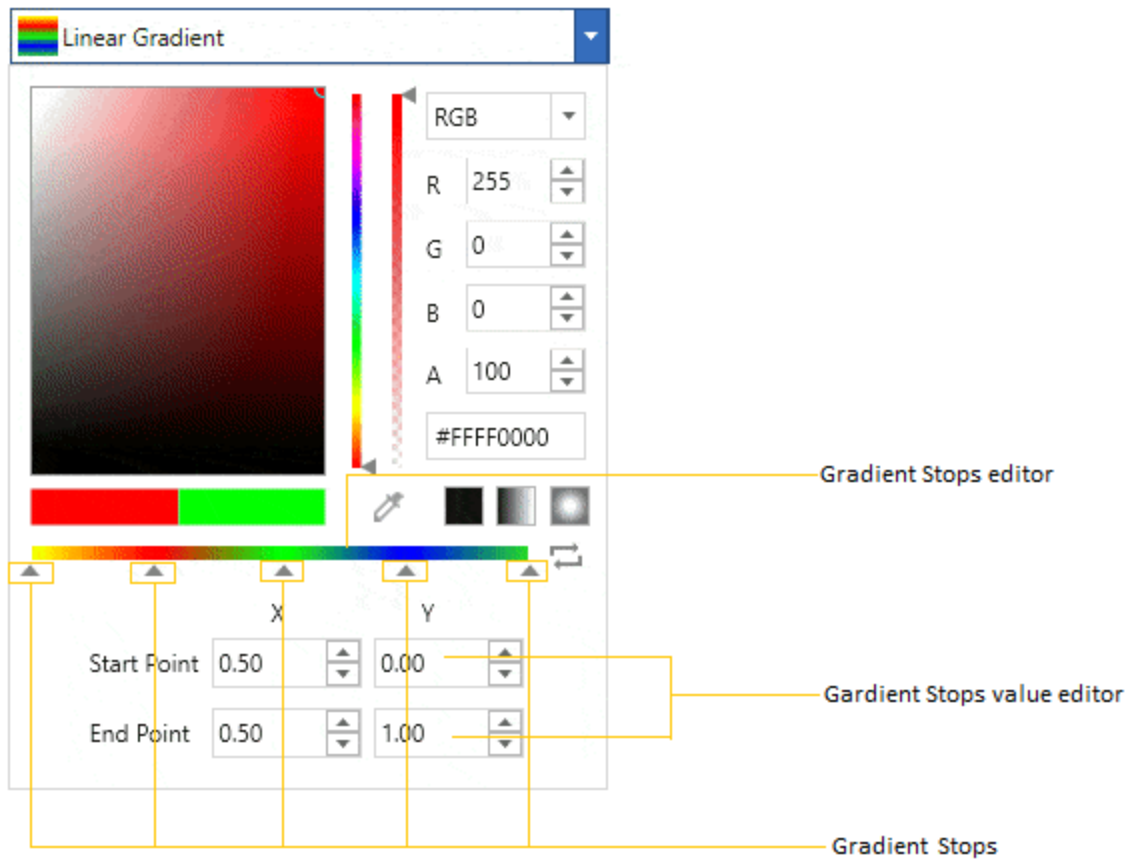 Linear Gradient
RGB
R 255
G 0
B 0
A 100
#FFFF0000
Gradient Stops editor
X Y
Start Point 0.50 0.00
Gardient Stops value editor
End Point 0.50 1.00
Gradient Stops